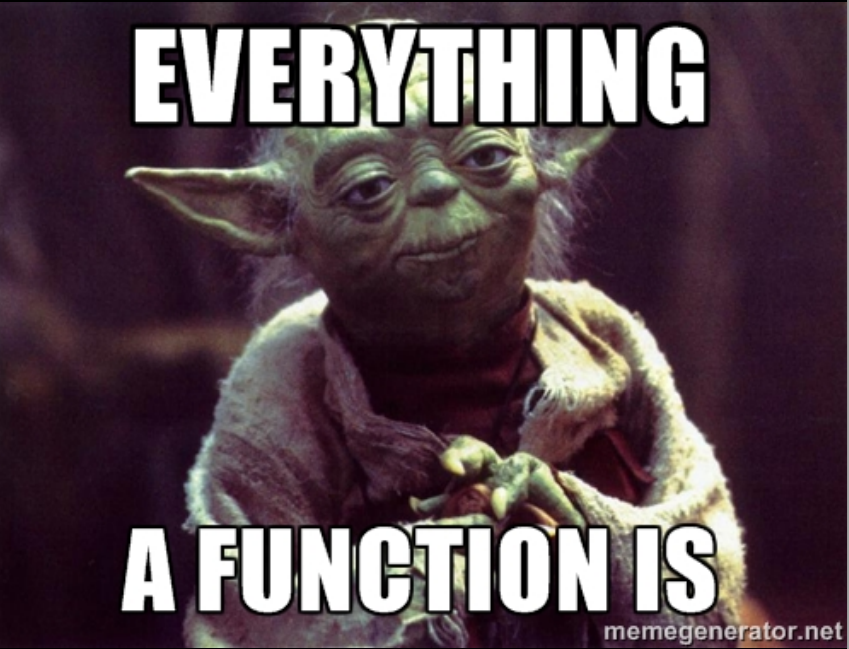 EVERYTHING
A FUNCTION IS
memegenerator.net